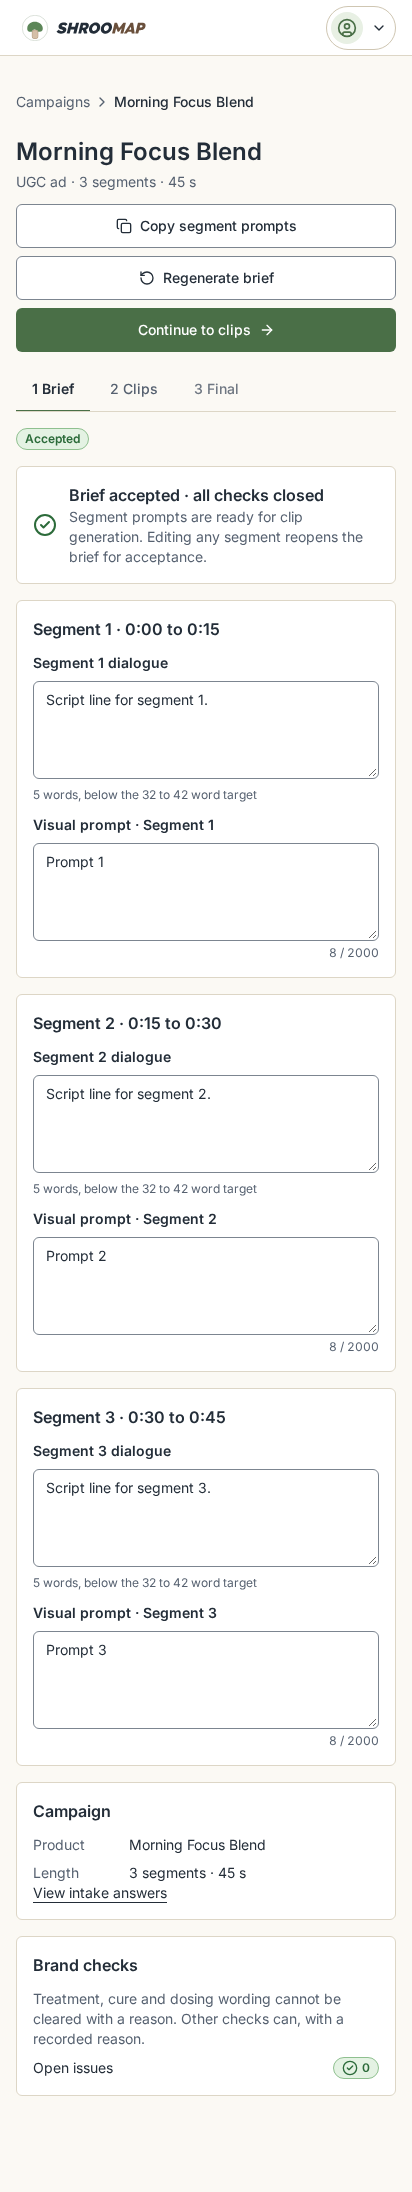 SHROOMAP
Campaigns > Morning Focus Blend
Morning Focus Blend
UGC ad · 3 segments · 45 s
Copy segment prompts
Regenerate brief
Continue to clips →
1 Brief 2 Clips 3 Final
Accepted
Brief accepted · all checks closed
Segment prompts are ready for clip
generation. Editing any segment reopens the
brief for acceptance.
Segment 1 · 0:00 to 0:15
Segment 1 dialogue
Script line for segment 1.
5 words, below the 32 to 42 word target
Visual prompt · Segment 1
Prompt 1
8 / 2000
Segment 2 · 0:15 to 0:30
Segment 2 dialogue
Script line for segment 2.
5 words, below the 32 to 42 word target
Visual prompt · Segment 2
Prompt 2
8 / 2000
Segment 3 · 0:30 to 0:45
Segment 3 dialogue
Script line for segment 3.
5 words, below the 32 to 42 word target
Visual prompt · Segment 3
Prompt 3
8 / 2000
Campaign
Product Morning Focus Blend
Length 3 segments · 45 s
View intake answers
Brand checks
Treatment, cure and dosing wording cannot be
cleared with a reason. Other checks can, with a
recorded reason.
Open issues 0